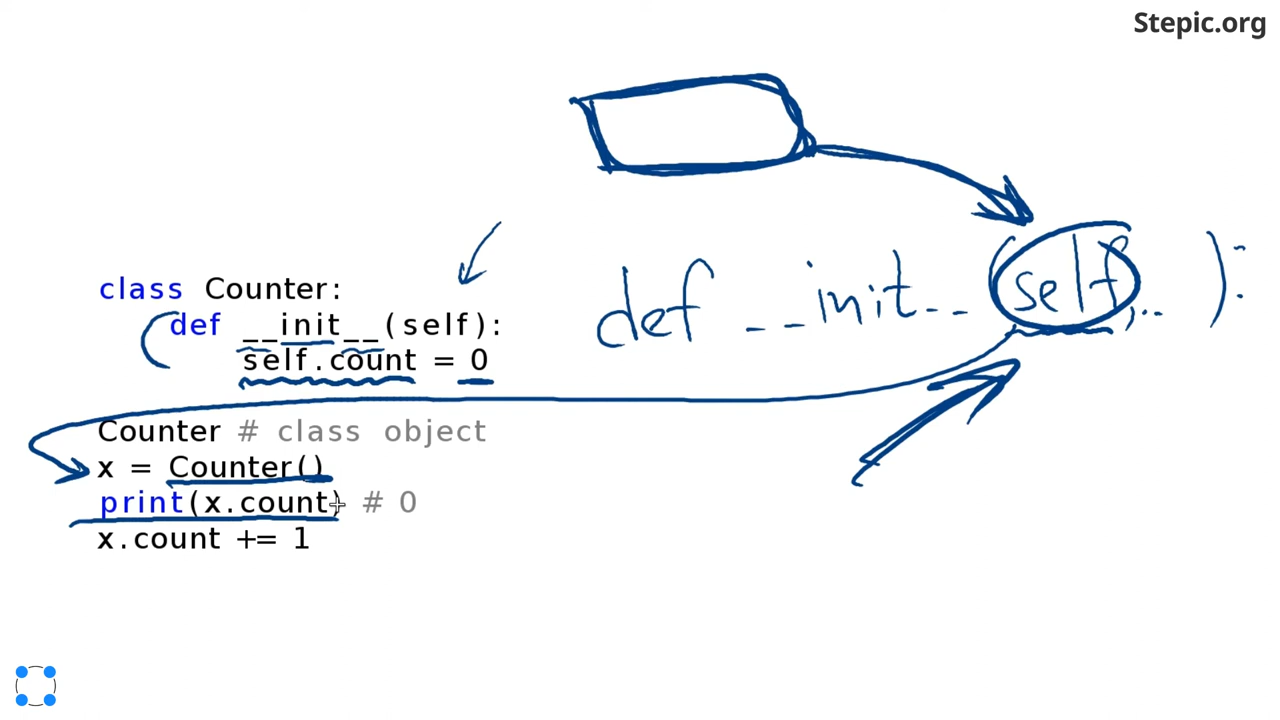 Stepic.org
def __init__ (self, .. ):
class Counter:
def __init__(self):
self.count = 0
Counter # class object
x = Counter()
print(x.count) # 0
x.count += 1